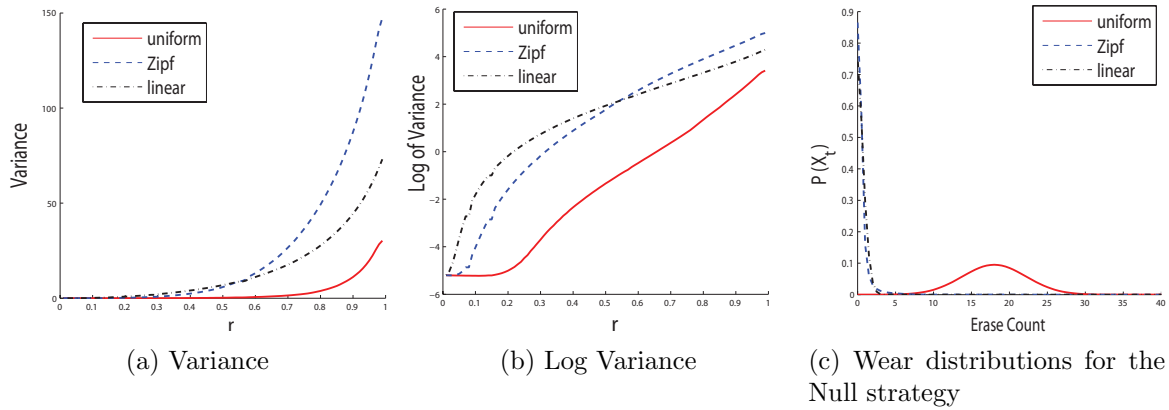 150
100
50
0
Variance
uniform
Zipf
linear
0 0.1 0.2 0.3 0.4 0.5 0.6 0.7 0.8 0.9 1
r
(a) Variance
6
4
2
0
−2
−4
−6
Log of Variance
uniform
Zipf
linear
0 0.1 0.2 0.3 0.4 0.5 0.6 0.7 0.8 0.9 1
r
(b) Log Variance
0.9
0.8
0.7
0.6
0.5
0.4
0.3
0.2
0.1
0
P (X_t)
uniform
Zipf
linear
0 5 10 15 20 25 30 35 40
Erase Count
(c) Wear distributions for the
Null strategy